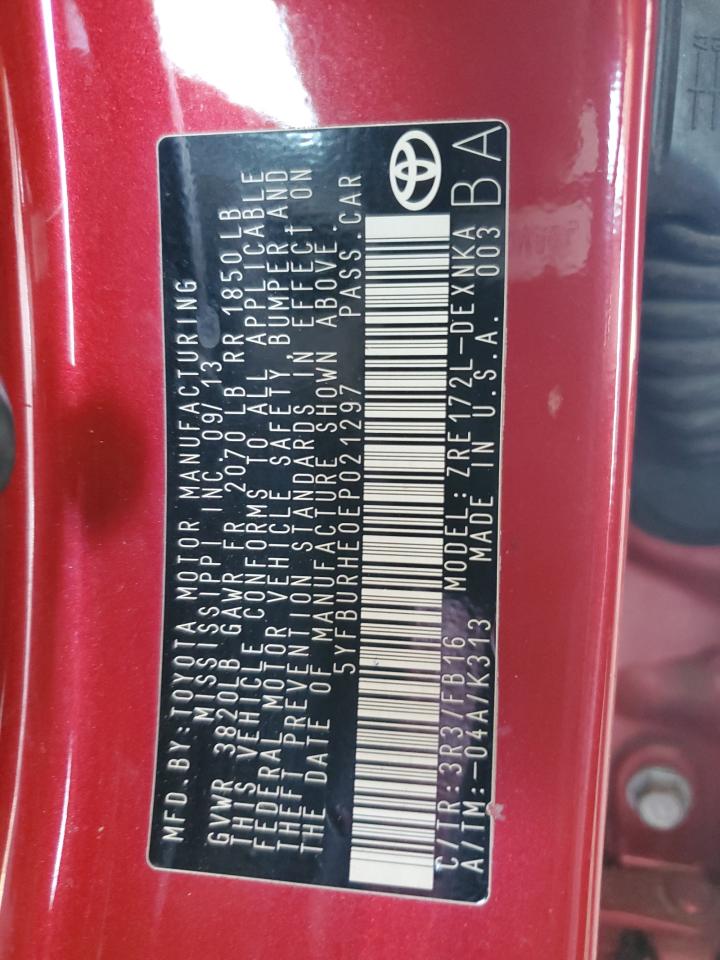 MFD.BY:TOYOTA MOTOR MANUFACTURING
MISSISSIPPI INC. 09/13
GVWR 3820LB GAWR FR 2070LB RR 1850LB
THIS VEHICLE CONFORMS TO ALL APPLICABLE
FEDERAL MOTOR VEHICLE SAFETY, BUMPER AND
THEFT PREVENTION STANDARDS IN EFFECT ON
THE DATE OF MANUFACTURE SHOWN ABOVE.
5YFBURHE0EP021297 PASS.CAR
C/TR:3R3/FB16 MODEL:ZRE172L-DEXNKA
A/TM:-04A/K313 MADE IN U.S.A. 003
BA